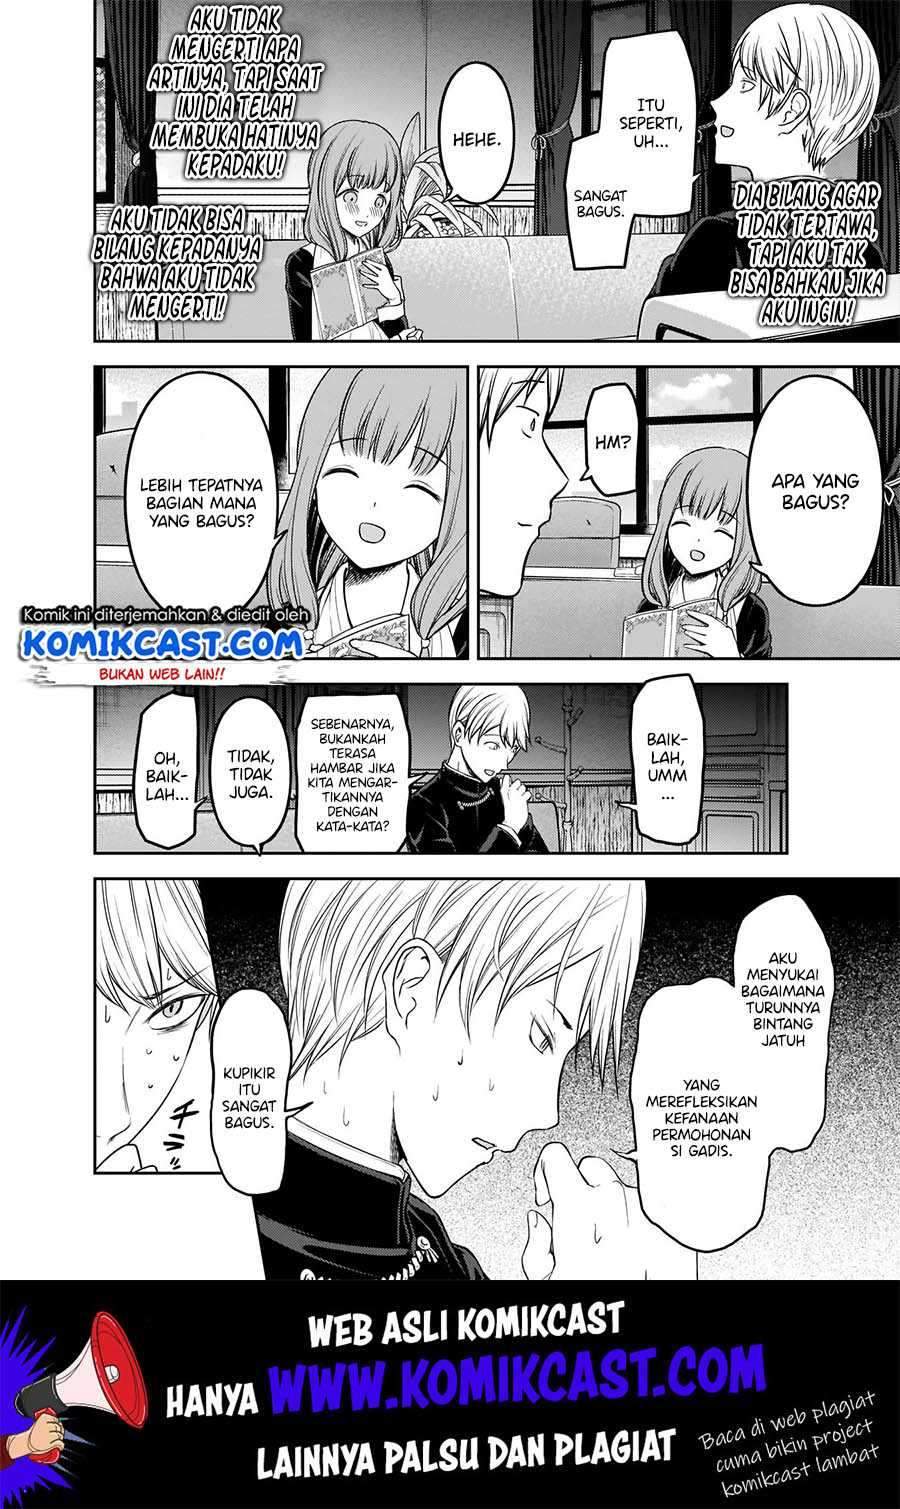 DIA BILANG AGAR
TIDAK TERTAWA,
TAPI AKU TAK
BISA BAHKAN JIKA
AKU INGIN!
ITU
SEPERTI,
UH...
SANGAT
BAGUS.
HEHE.
AKU TIDAK
MENGERTI APA
ARTINYA, TAPI SAAT
INI DIA TELAH
MEMBUKA HATINYA
KEPADAKU!
AKU TIDAK BISA
BILANG KEPADANYA
BAHWA AKU TIDAK
MENGERTI!
APA YANG
BAGUS?
HM?
LEBIH TEPATNYA
BAGIAN MANA
YANG BAGUS?
Komik ini diterjemahkan & diedit oleh
KOMIKCAST.COM
BUKAN WEB LAIN!!
BAIK-
LAH,
UMM
...
SEBENARNYA,
BUKANKAH
TERASA
HAMBAR JIKA
KITA MENGAR-
TIKANNYA
DENGAN
KATA-KATA?
TIDAK,
TIDAK
JUGA.
OH,
BAIK-
LAH...
AKU
MENYUKAI
BAGAIMANA
TURUNNYA
BINTANG
JATUH
YANG
MEREFLEKSIKAN
KEFANAAN
PERMOHONAN
SI GADIS.
KUPIKIR
ITU
SANGAT
BAGUS.
チラ
WEB ASLI KOMIKCAST
HANYA WWW.KOMIKCAST.COM
LAINNYA PALSU DAN PLAGIAT
Baca di web plagiat
cuma bikin project
komikcast lambat